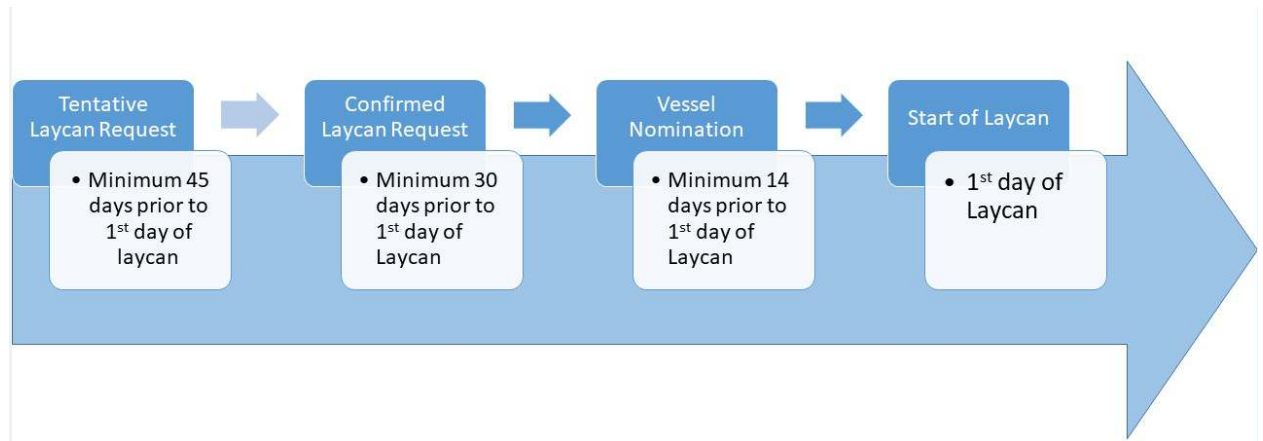 Tentative
Laycan Request
• Minimum 45
days prior to
1st day of
laycan
Confirmed
Laycan Request
• Minimum 30
days prior to
1st day of
Laycan
Vessel
Nomination
• Minimum 14
days prior to
1st day of
Laycan
Start of Laycan
• 1st day of
Laycan